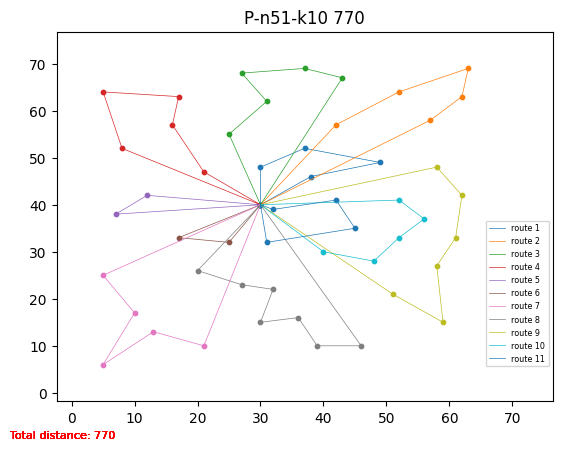 P-n51-k10 770
70
60
50
40
30
20
10
0
0 10 20 30 40 50 60 70
route 1
route 2
route 3
route 4
route 5
route 6
route 7
route 8
route 9
route 10
route 11
Total distance: 770